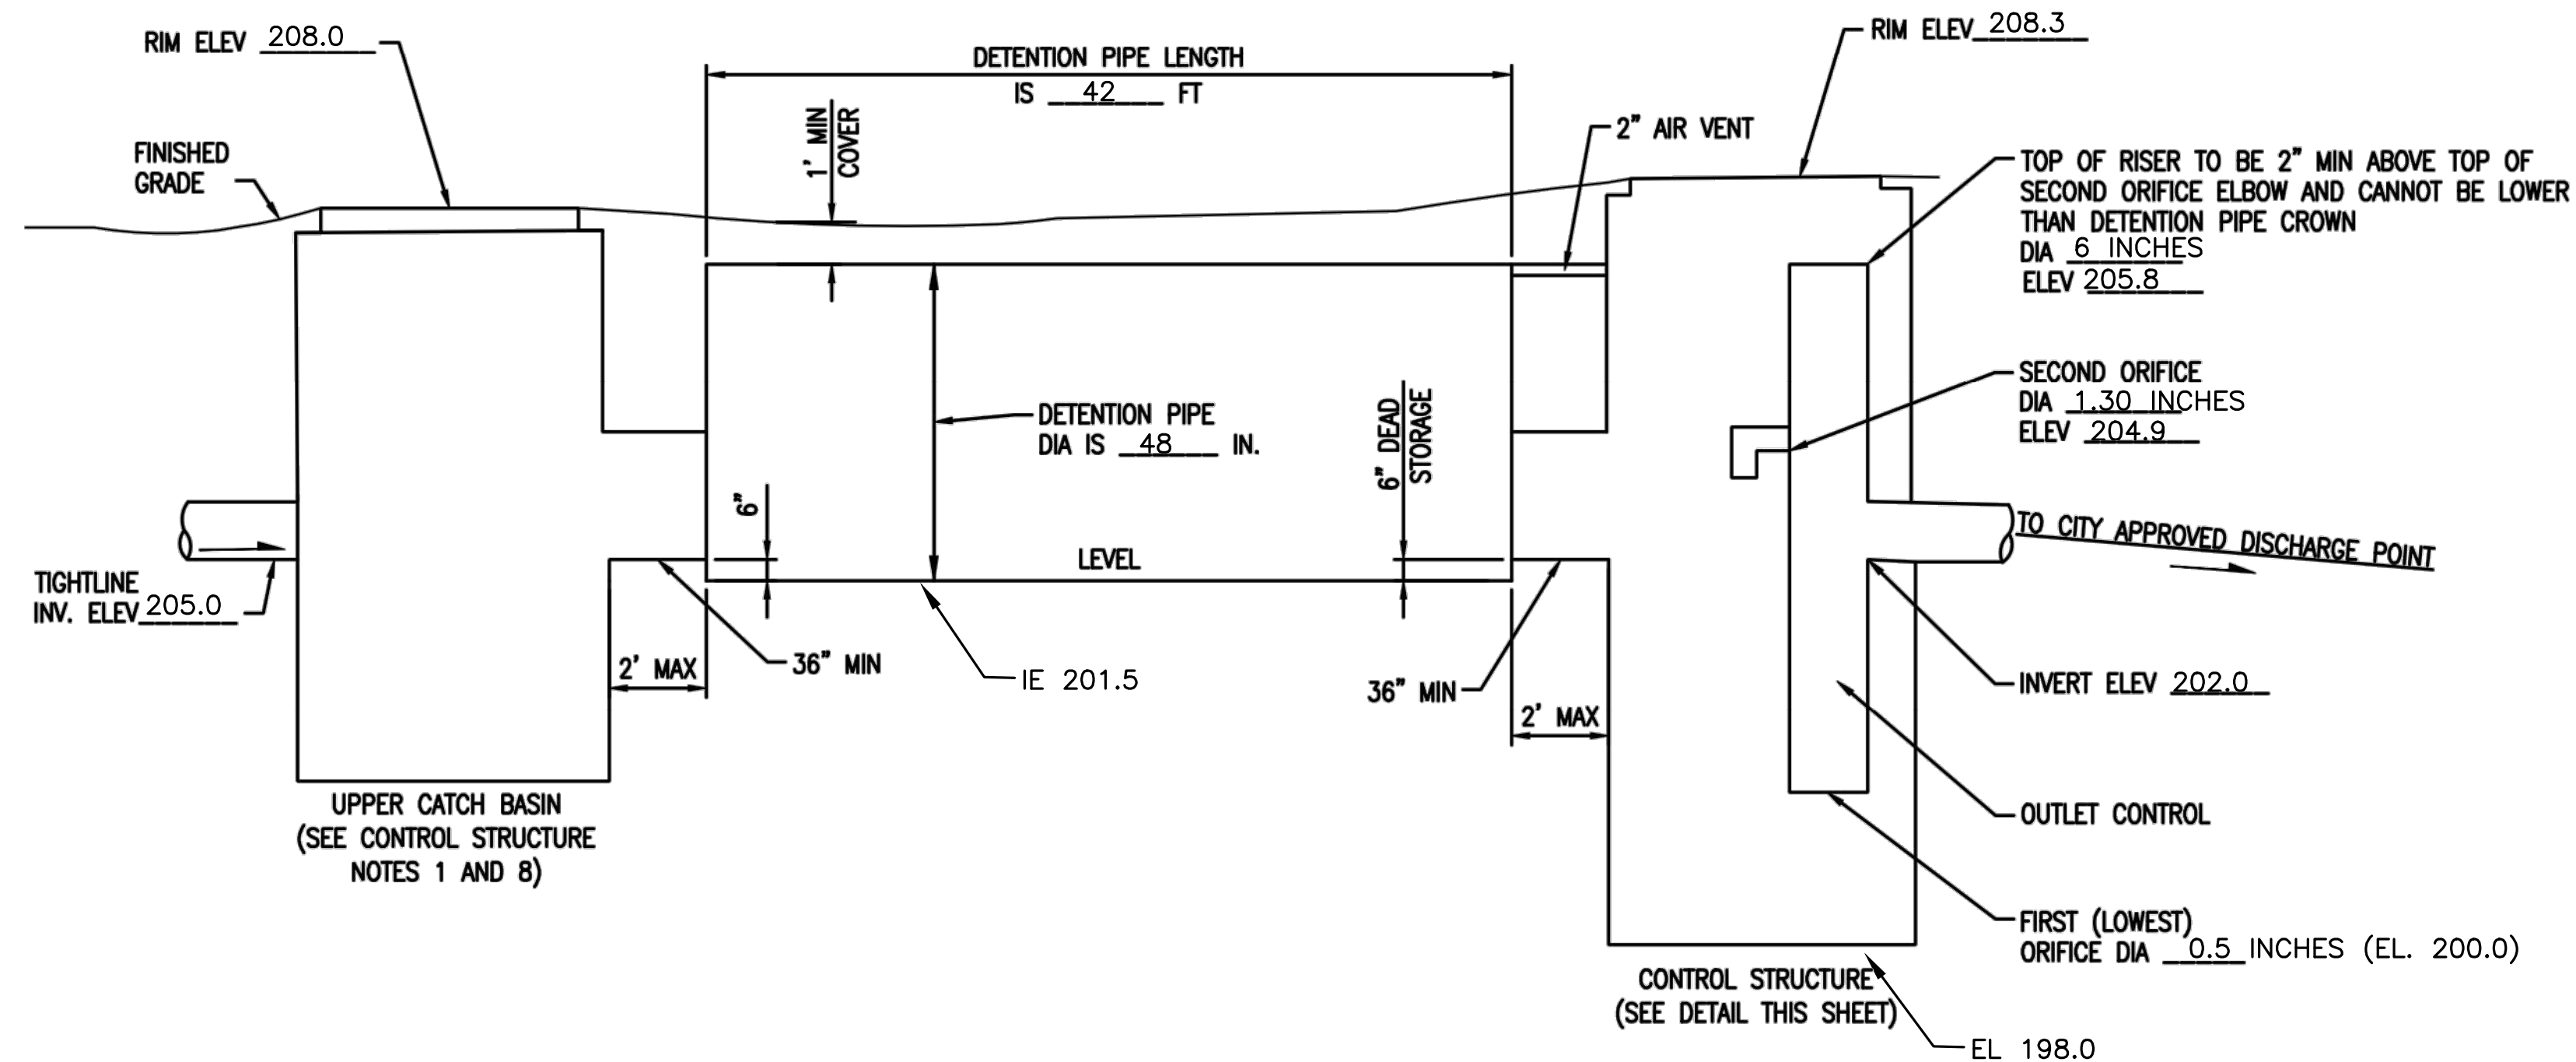 RIM ELEV 208.0
DETENTION PIPE LENGTH
IS 42 FT
RIM ELEV 208.3
1' MIN
COVER
2" AIR VENT
FINISHED
GRADE
TOP OF RISER TO BE 2" MIN ABOVE TOP OF
SECOND ORIFICE ELBOW AND CANNOT BE LOWER
THAN DETENTION PIPE CROWN
DIA 6 INCHES
ELEV 205.8
SECOND ORIFICE
DIA 1.30 INCHES
ELEV 204.9
DETENTION PIPE
DIA IS 48 IN.
6" DEAD
STORAGE
6"
LEVEL
TO CITY APPROVED DISCHARGE POINT
TIGHTLINE
INV. ELEV 205.0
2' MAX
36" MIN
IE 201.5
36" MIN
2' MAX
INVERT ELEV 202.0
UPPER CATCH BASIN
(SEE CONTROL STRUCTURE
NOTES 1 AND 8)
OUTLET CONTROL
FIRST (LOWEST)
ORIFICE DIA 0.5 INCHES (EL. 200.0)
CONTROL STRUCTURE
(SEE DETAIL THIS SHEET)
EL 198.0